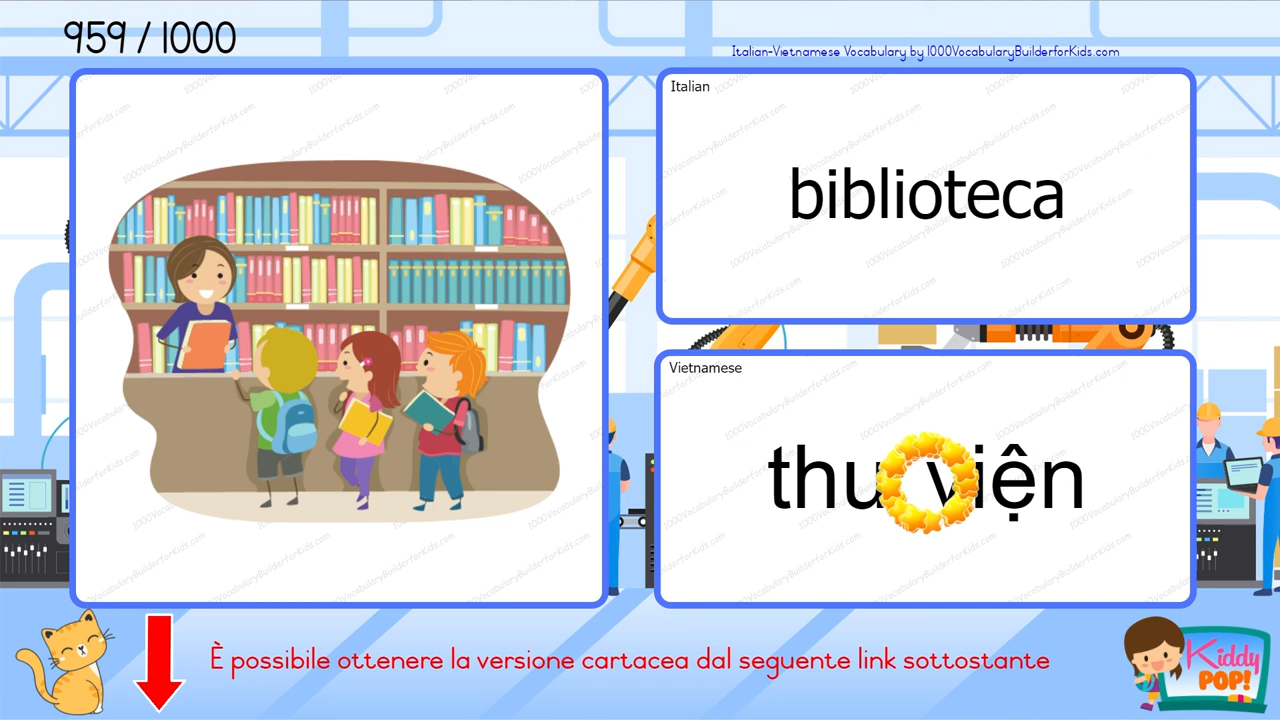 959 / 1000
Italian-Vietnamese Vocabulary by 1000VocabularyBuilderforKids.com
Italian
biblioteca
Vietnamese
thư viện
È possibile ottenere la versione cartacea dal seguente link sottostante
Kiddy
POP!